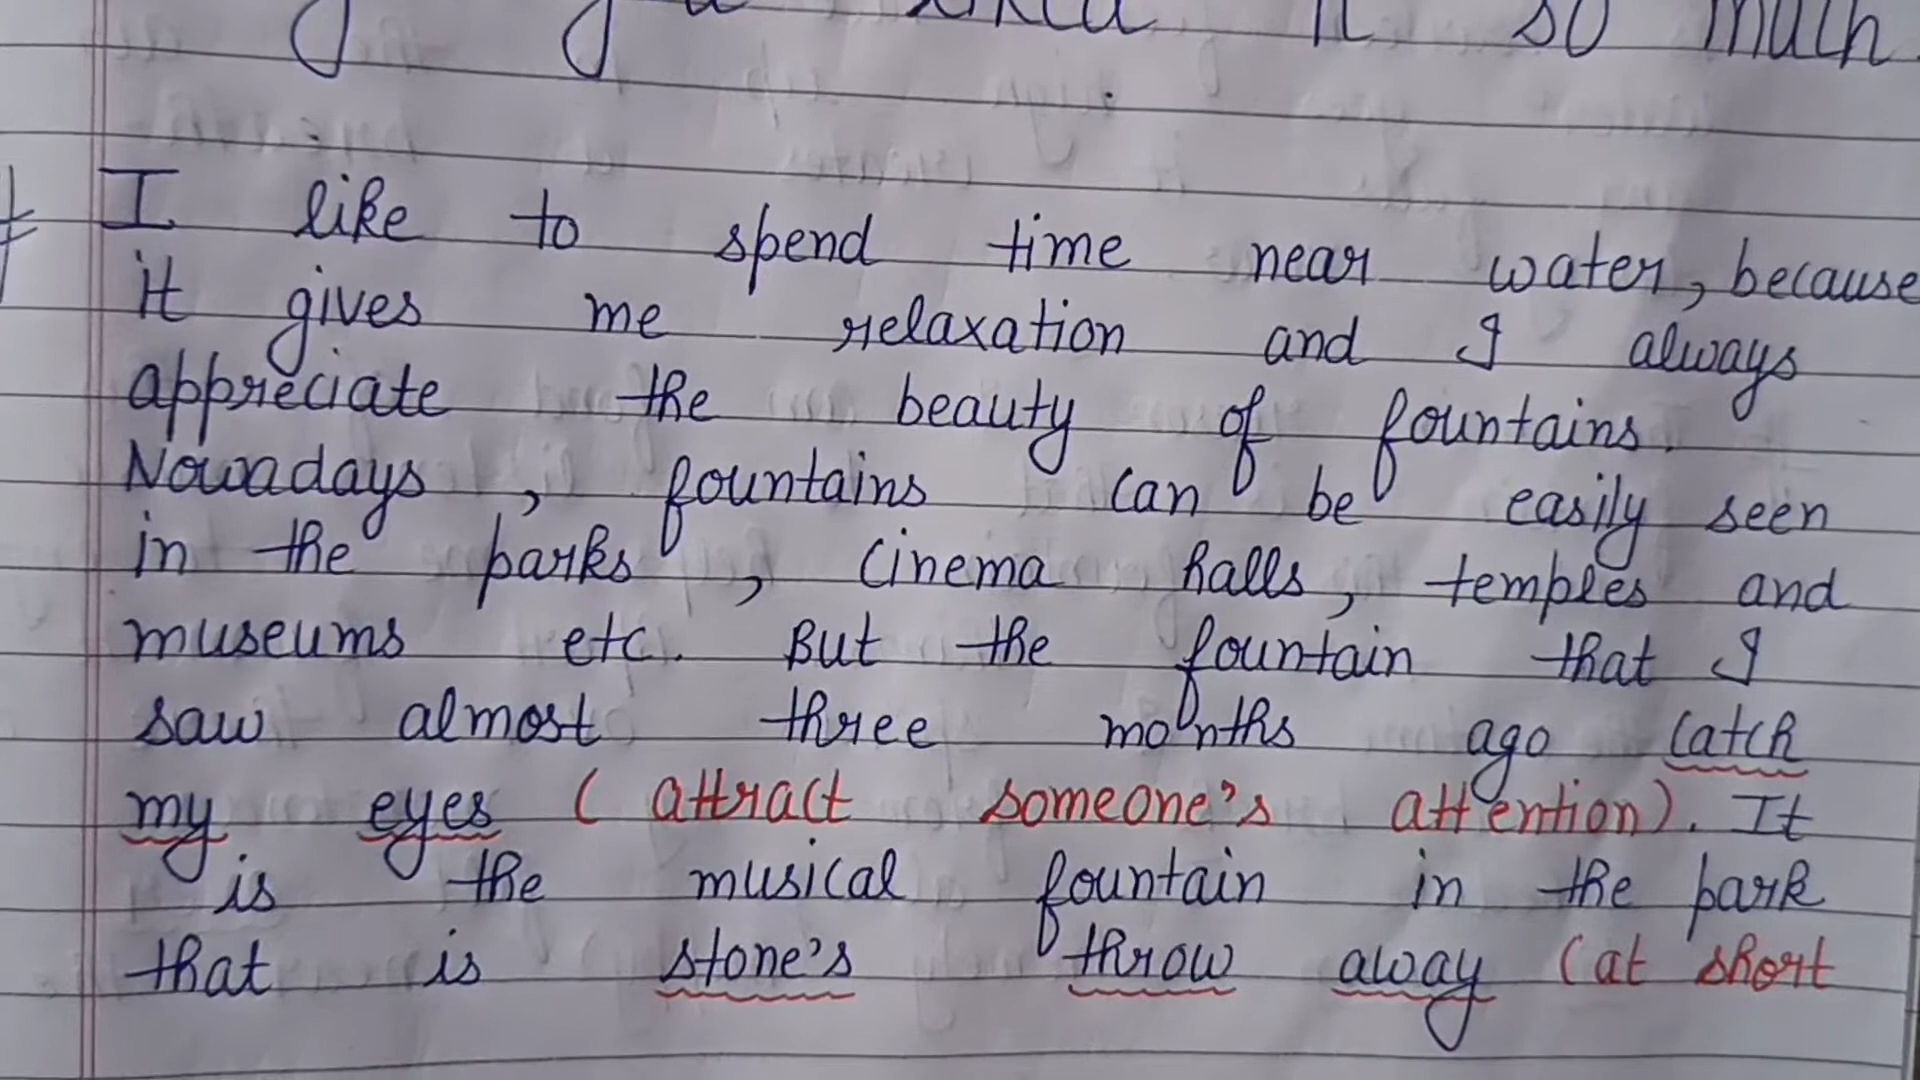 it so much.
I like to spend time near water, because
it gives me relaxation and I always
appreciate the beauty of fountains.
Nowadays, fountains can be easily seen
in the parks, cinema halls, temples and
museums etc. But the fountain that I
saw almost three months ago catch
my eyes (attract someone's attention). It
is the musical fountain in the park
that is stone's throw away (at short